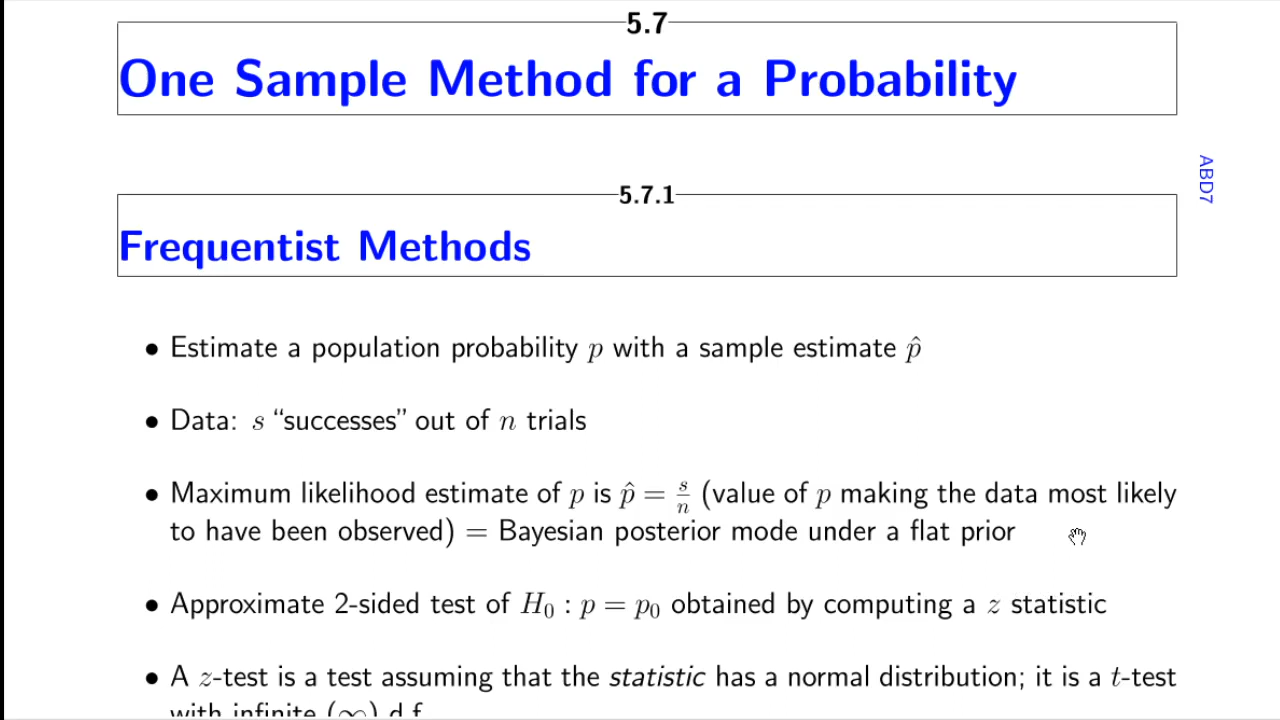 5.7
One Sample Method for a Probability
ABD7
5.7.1
Frequentist Methods
• Estimate a population probability p with a sample estimate p̂
• Data: s “successes” out of n trials
• Maximum likelihood estimate of p is p̂ = s/n (value of p making the data most likely
to have been observed) = Bayesian posterior mode under a flat prior
• Approximate 2-sided test of H₀ : p = p₀ obtained by computing a z statistic
• A z-test is a test assuming that the statistic has a normal distribution; it is a t-test
with infinite (∞) d.f.